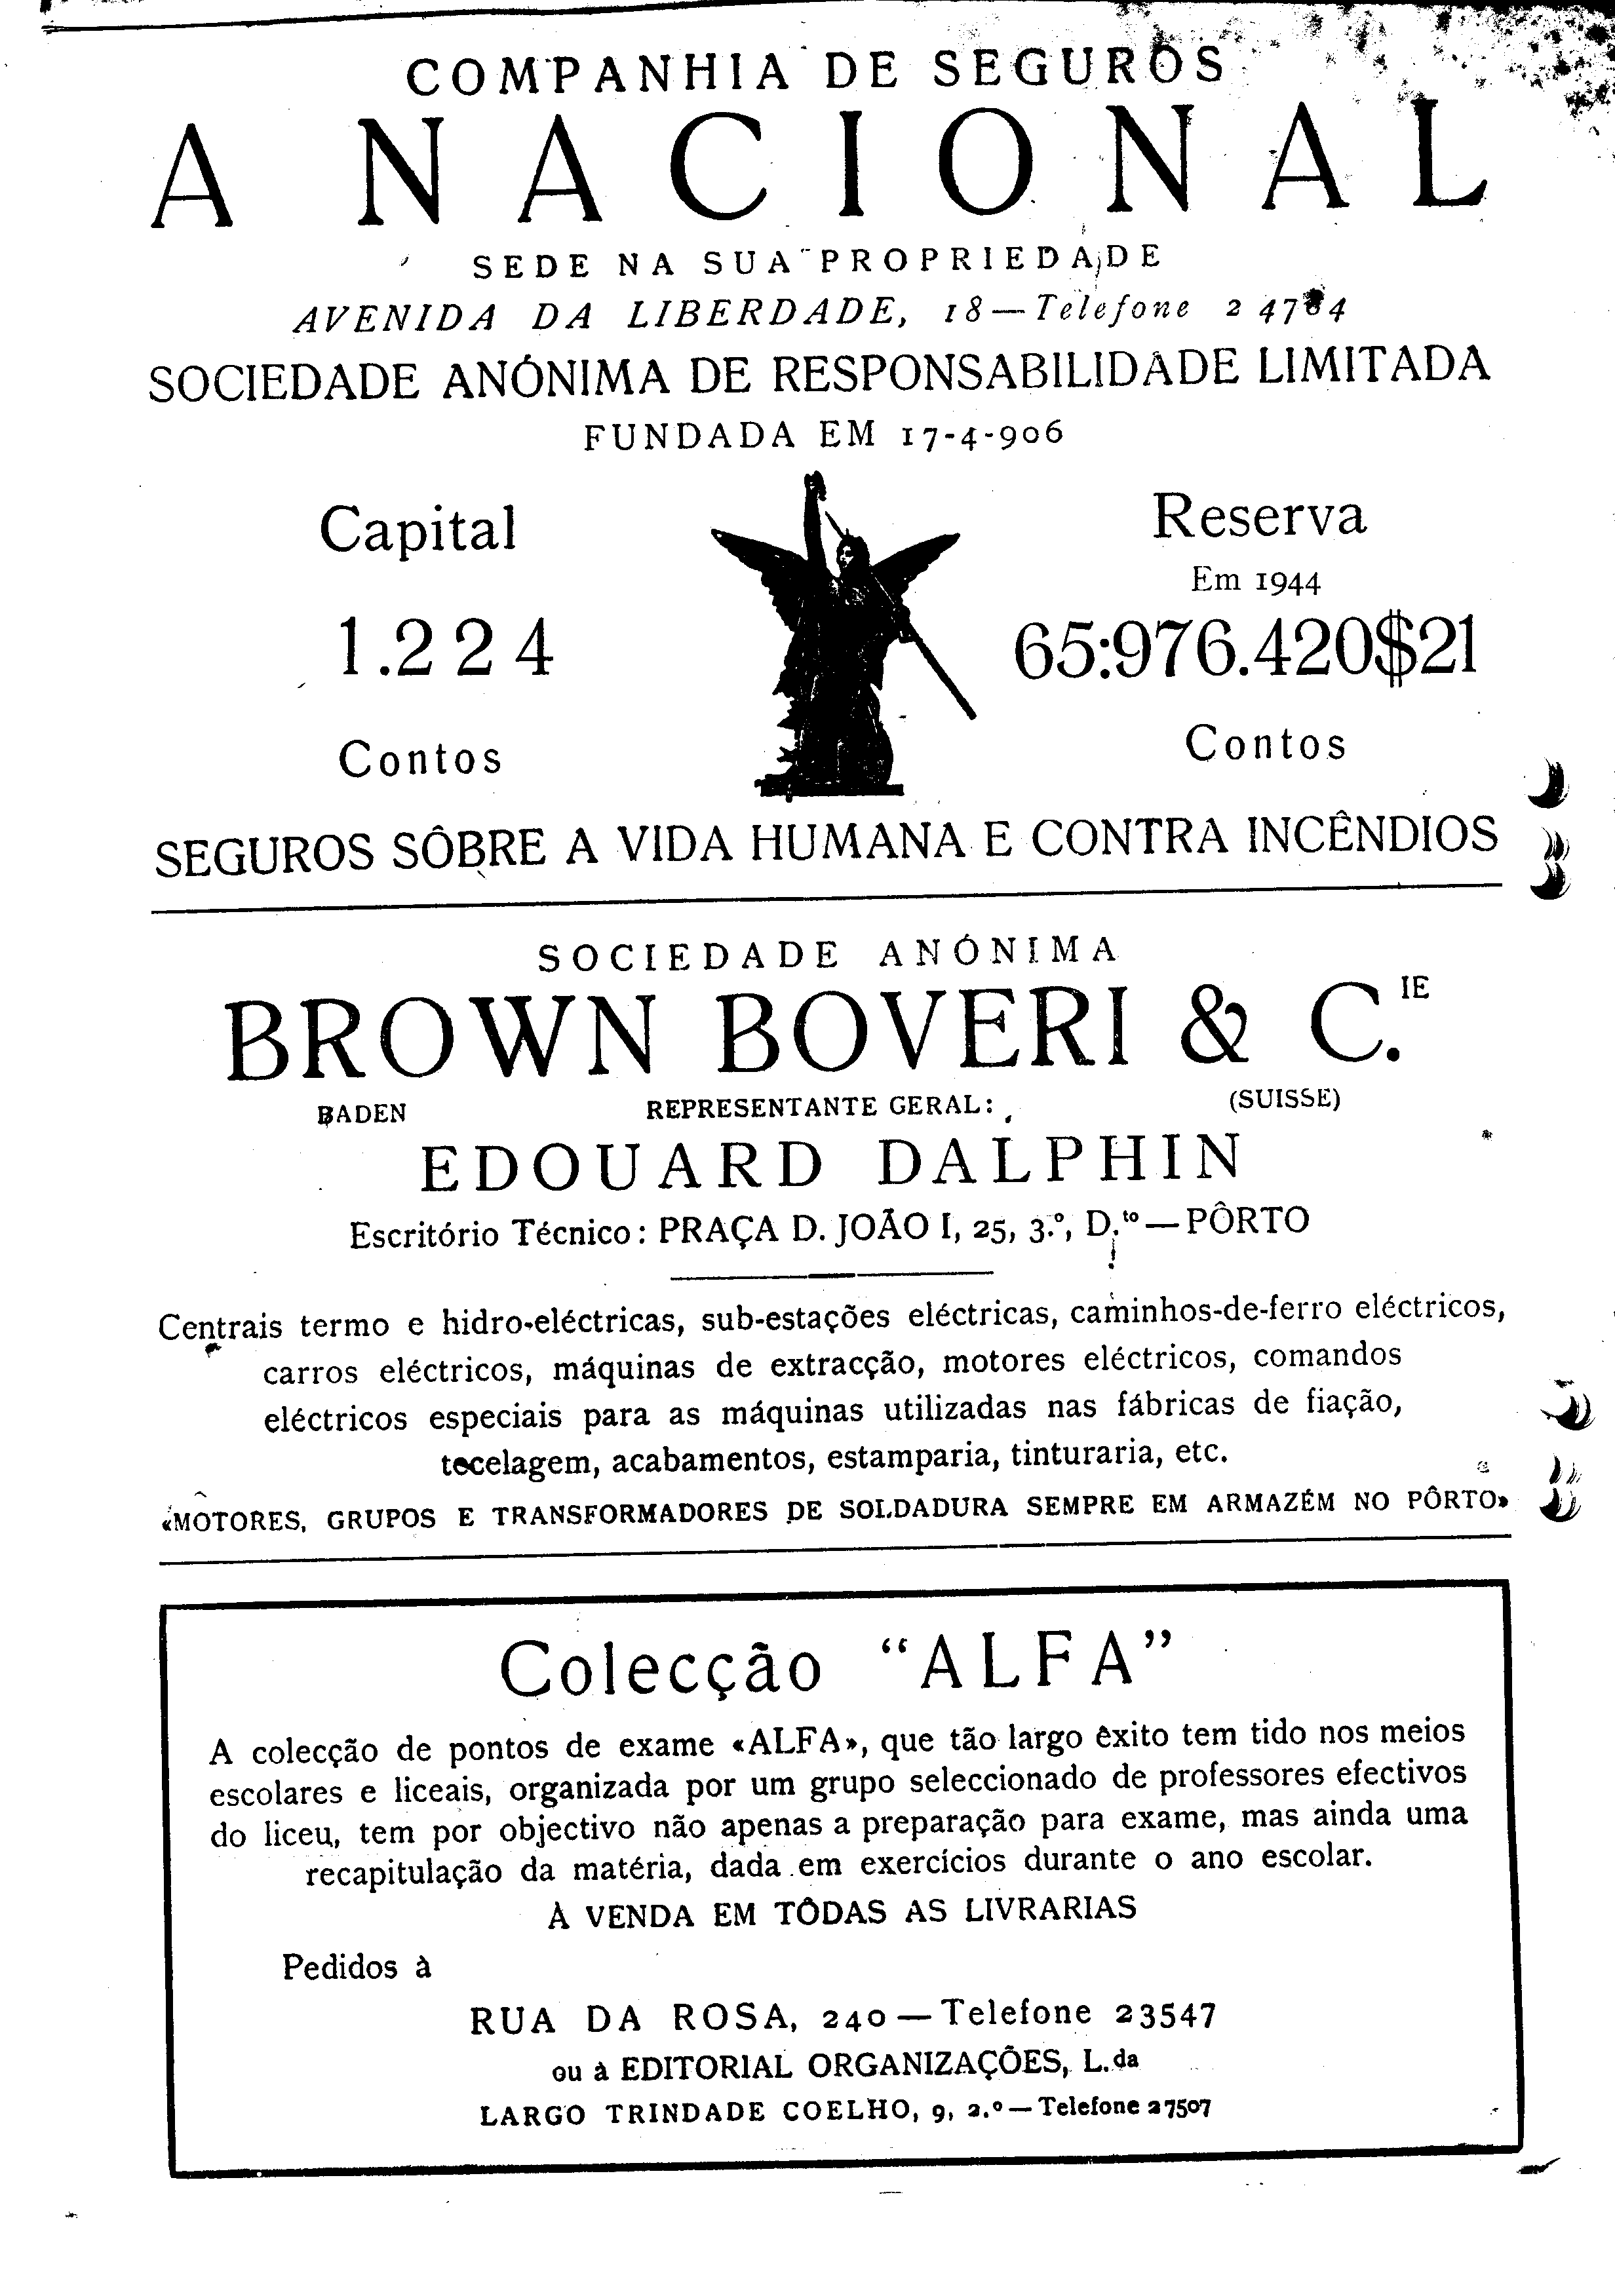 COMPANHIA DE SEGUROS
A NACIONAL
SEDE NA SUA PROPRIEDADE
AVENIDA DA LIBERDADE, 18—Telefone 2
SOCIEDADE ANÓNIMA DE RESPONSABILIDADE LIMITADA
FUNDADA EM 17-4-906
Capital
1.224
Contos
Reserva
Em 1944
65:976.420$21
Contos
SEGUROS SÔBRE A VIDA HUMANA E CONTRA INCÊNDIOS
SOCIEDADE ANÓNIMA
BROWN BOVERI & C.IE
BADEN REPRESENTANTE GERAL: (SUISSE)
EDOUARD DALPHIN
Escritório Técnico: PRAÇA D. JOÃO I, 25, 3.º, D.to—PÔRTO
Centrais termo e hidro-eléctricas, sub-estações eléctricas, caminhos-de-ferro eléctricos,
carros eléctricos, máquinas de extracção, motores eléctricos, comandos
eléctricos especiais para as máquinas utilizadas nas fábricas de fiação,
tecelagem, acabamentos, estamparia, tinturaria, etc.
«MOTORES, GRUPOS E TRANSFORMADORES DE SOLDADURA SEMPRE EM ARMAZÉM NO PÔRTO»
Colecção “ALFA”
A colecção de pontos de exame «ALFA», que tão largo êxito tem tido nos meios
escolares e liceais, organizada por um grupo seleccionado de professores efectivos
do liceu, tem por objectivo não apenas a preparação para exame, mas ainda uma
recapitulação da matéria, dada em exercícios durante o ano escolar.
À VENDA EM TÔDAS AS LIVRARIAS
Pedidos à
RUA DA ROSA, 240—Telefone 23547
ou à EDITORIAL ORGANIZAÇÕES, L.da
LARGO TRINDADE COELHO, 9, 2.º—Telefone 27507